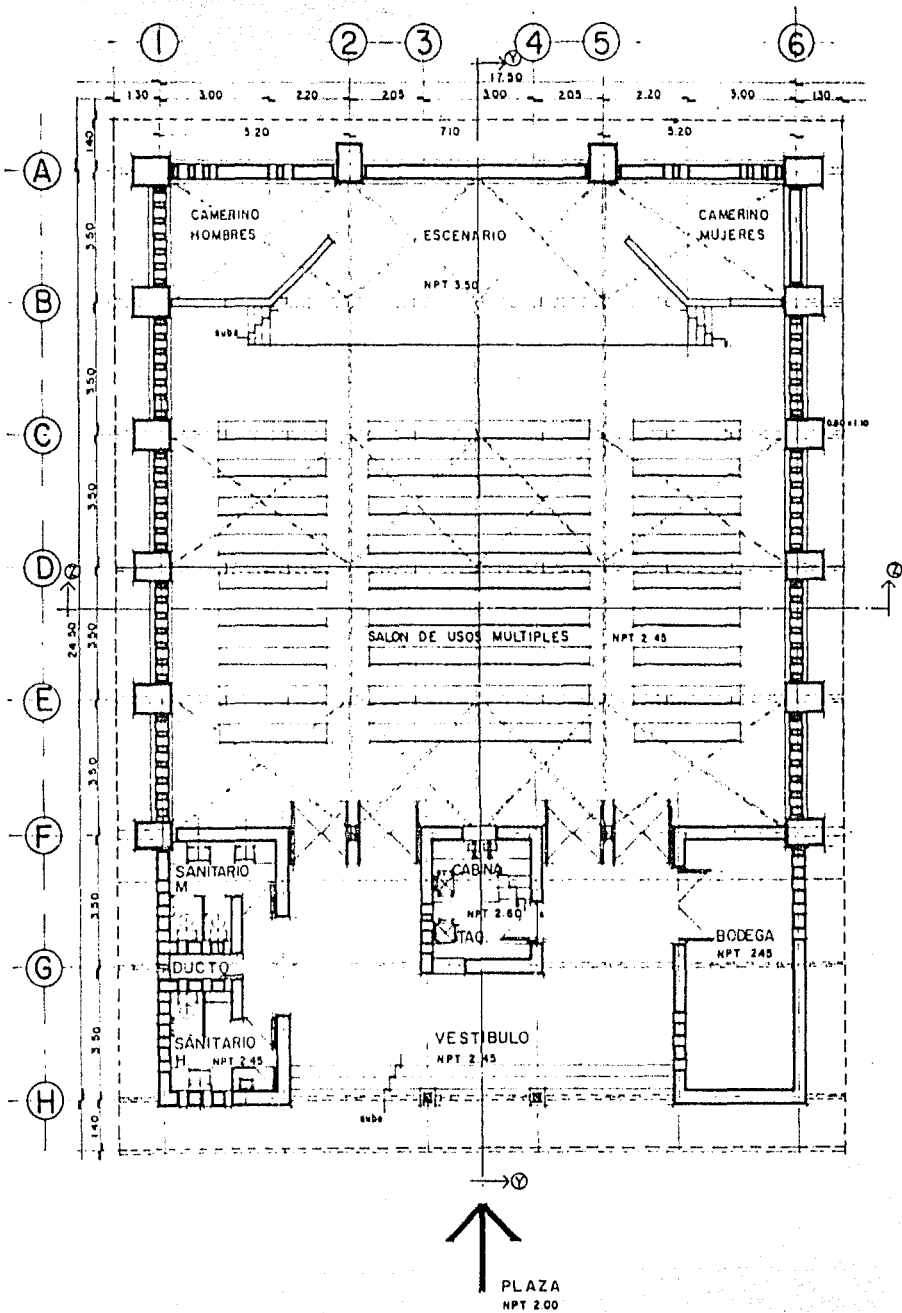 1 2 3 4 5 6
Y
17.50
1.30 3.00 2.20 2.05 3.00 2.05 2.20 3.00 1.30
5.20 7.10 5.20
1.40
A
CAMERINO
HOMBRES
ESCENARIO
CAMERINO
MUJERES
3.50
NPT 3.50
B
sube
3.50
C
0.80 x 1.10
3.50
D
Z
Z
24.50
3.50
SALON DE USOS MULTIPLES NPT 2 45
E
3.50
F
SANITARIO
M
CABINA
3.50
NPT 2.60
TAQ.
BODEGA
NPT 245
G
DUCTO
3.50
SANITARIO
H NPT 2.45
VESTIBULO
NPT 2.45
H
sube
1.40
Y
PLAZA
NPT 2.00